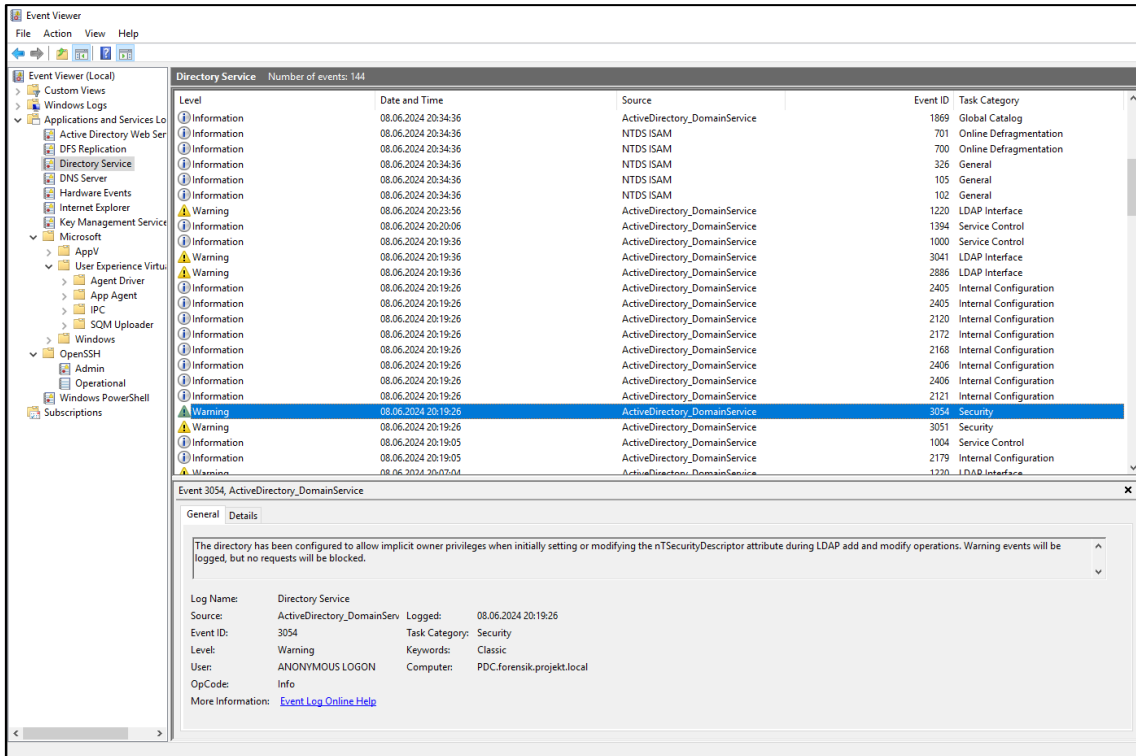 Event Viewer
File Action View Help
Event Viewer (Local)
Custom Views
Windows Logs
Applications and Services Lo
Active Directory Web Ser
DFS Replication
Directory Service
DNS Server
Hardware Events
Internet Explorer
Key Management Service
Microsoft
AppV
User Experience Virtu
Agent Driver
App Agent
IPC
SQM Uploader
Windows
OpenSSH
Admin
Operational
Windows PowerShell
Subscriptions
Directory Service Number of events: 144
Level Date and Time Source Event ID Task Category
Information 08.06.2024 20:34:36 ActiveDirectory_DomainService 1869 Global Catalog
Information 08.06.2024 20:34:36 NTDS ISAM 701 Online Defragmentation
Information 08.06.2024 20:34:36 NTDS ISAM 700 Online Defragmentation
Information 08.06.2024 20:34:36 NTDS ISAM 326 General
Information 08.06.2024 20:34:36 NTDS ISAM 105 General
Information 08.06.2024 20:34:36 NTDS ISAM 102 General
Warning 08.06.2024 20:23:56 ActiveDirectory_DomainService 1220 LDAP Interface
Information 08.06.2024 20:20:06 ActiveDirectory_DomainService 1394 Service Control
Information 08.06.2024 20:19:36 ActiveDirectory_DomainService 1000 Service Control
Warning 08.06.2024 20:19:36 ActiveDirectory_DomainService 3041 LDAP Interface
Warning 08.06.2024 20:19:36 ActiveDirectory_DomainService 2886 LDAP Interface
Information 08.06.2024 20:19:26 ActiveDirectory_DomainService 2405 Internal Configuration
Information 08.06.2024 20:19:26 ActiveDirectory_DomainService 2405 Internal Configuration
Information 08.06.2024 20:19:26 ActiveDirectory_DomainService 2120 Internal Configuration
Information 08.06.2024 20:19:26 ActiveDirectory_DomainService 2172 Internal Configuration
Information 08.06.2024 20:19:26 ActiveDirectory_DomainService 2168 Internal Configuration
Information 08.06.2024 20:19:26 ActiveDirectory_DomainService 2406 Internal Configuration
Information 08.06.2024 20:19:26 ActiveDirectory_DomainService 2406 Internal Configuration
Information 08.06.2024 20:19:26 ActiveDirectory_DomainService 2121 Internal Configuration
Warning 08.06.2024 20:19:26 ActiveDirectory_DomainService 3054 Security
Warning 08.06.2024 20:19:26 ActiveDirectory_DomainService 3051 Security
Information 08.06.2024 20:19:05 ActiveDirectory_DomainService 1004 Service Control
Information 08.06.2024 20:19:05 ActiveDirectory_DomainService 2179 Internal Configuration
Warning 08.06.2024 20:07:04 ActiveDirectory_DomainService 1220 LDAP Interface
Event 3054, ActiveDirectory_DomainService
General Details
The directory has been configured to allow implicit owner privileges when initially setting or modifying the nTSecurityDescriptor attribute during LDAP add and modify operations. Warning events will be
logged, but no requests will be blocked.
Log Name: Directory Service
Source: ActiveDirectory_DomainServ Logged: 08.06.2024 20:19:26
Event ID: 3054 Task Category: Security
Level: Warning Keywords: Classic
User: ANONYMOUS LOGON Computer: PDC.forensik.projekt.local
OpCode: Info
More Information: Event Log Online Help